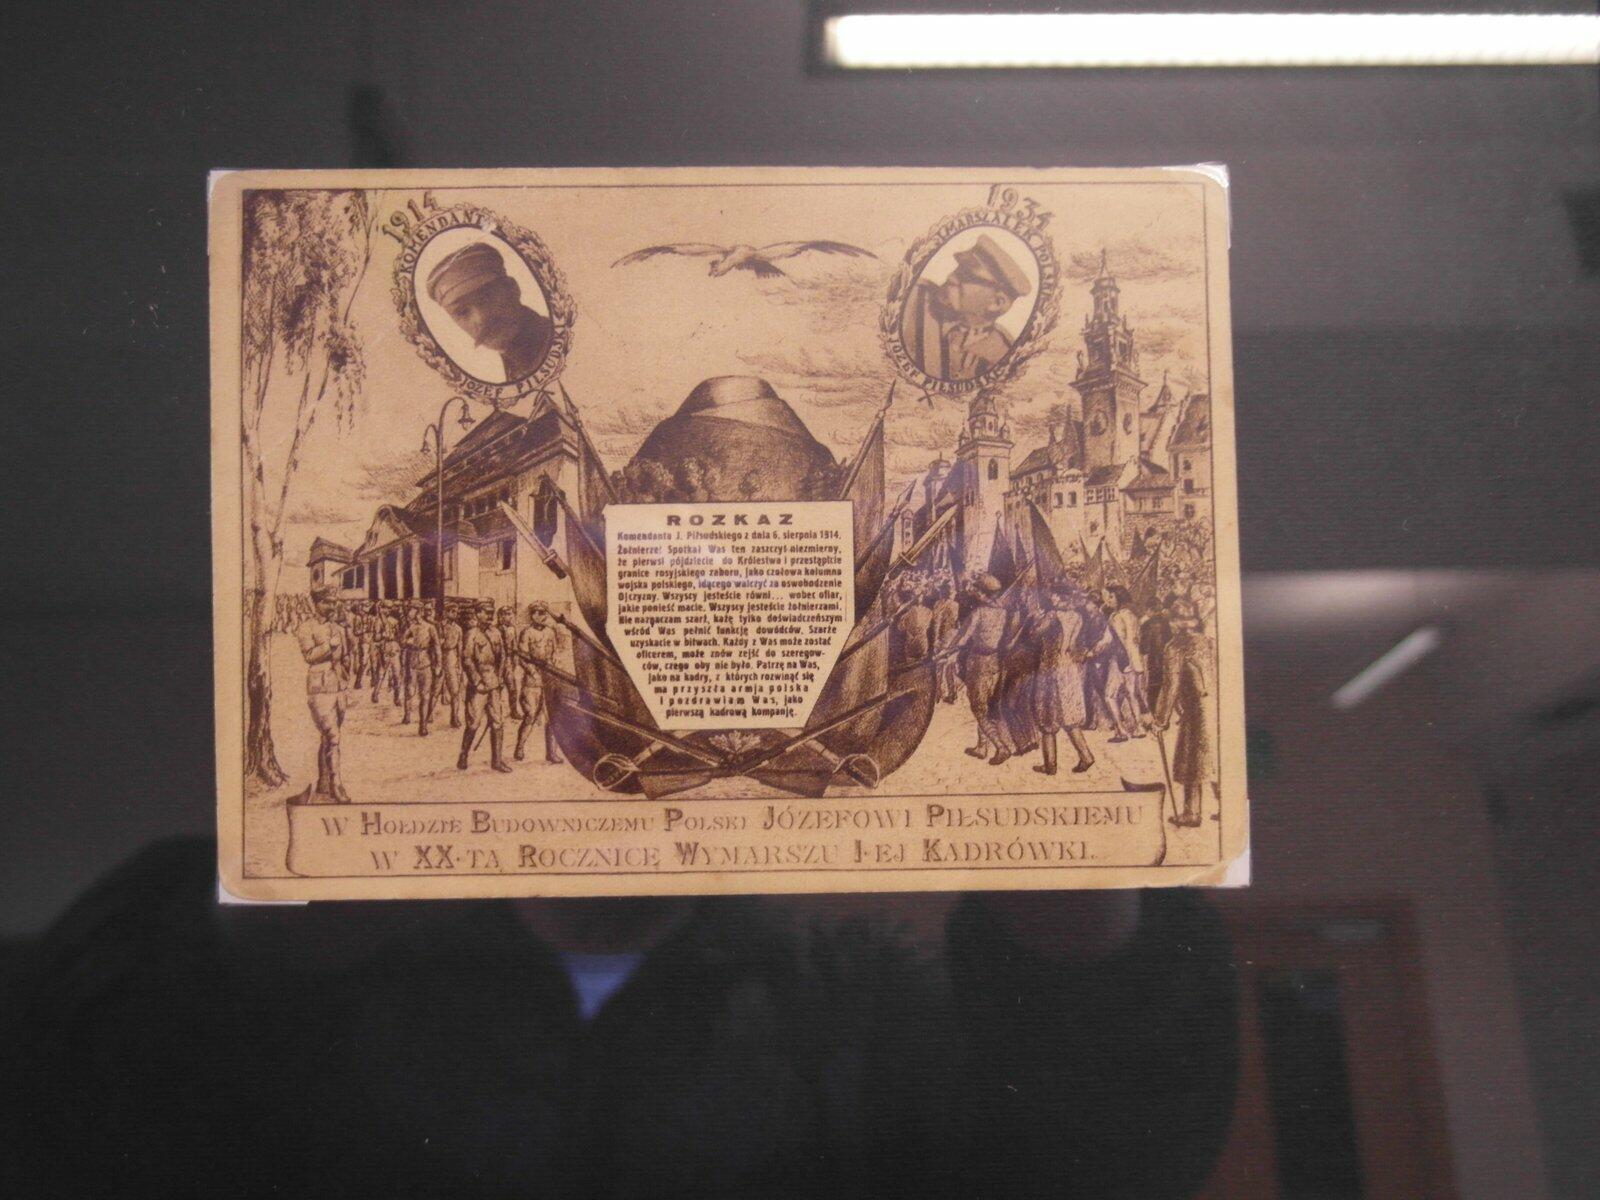 1914
KOMENDANT
JÓZEF PIŁSUDSKI
1934
I MARSZAŁEK POLSKI
JÓZEF PIŁSUDSKI
ROZKAZ
Komendanta J. Piłsudskiego z dnia 6. sierpnia 1914.
Żołnierze! Spotkał Was ten zaszczyt niezmierny,
że pierwsi pójdziecie do Królestwa i przestąpicie
granice rosyjskiego zaboru, jako czołowa kolumna
wojska polskiego, idącego walczyć za oswobodzenie
Ojczyzny. Wszyscy jesteście równi... wobec ofiar,
jakie ponieść macie. Wszyscy jesteście żołnierzami.
Nie naznaczam szarż, każę tylko doświadczeńszym
wśród Was pełnić funkcję dowódców. Szarże
uzyskacie w bitwach. Każdy z Was może zostać
oficerem, może znów zejść do szeregow-
ców, czego oby nie było. Patrzę na Was,
jako na kadry, z których rozwinąć się
ma przyszła armja polska
i pozdrawiam Was, jako
pierwszą kadrową kompanję.
W HOŁDZIE BUDOWNICZEMU POLSKI JÓZEFOWI PIŁSUDSKIEMU
W XX-TĄ ROCZNICĘ WYMARSZU I-EJ KADRÓWKI.